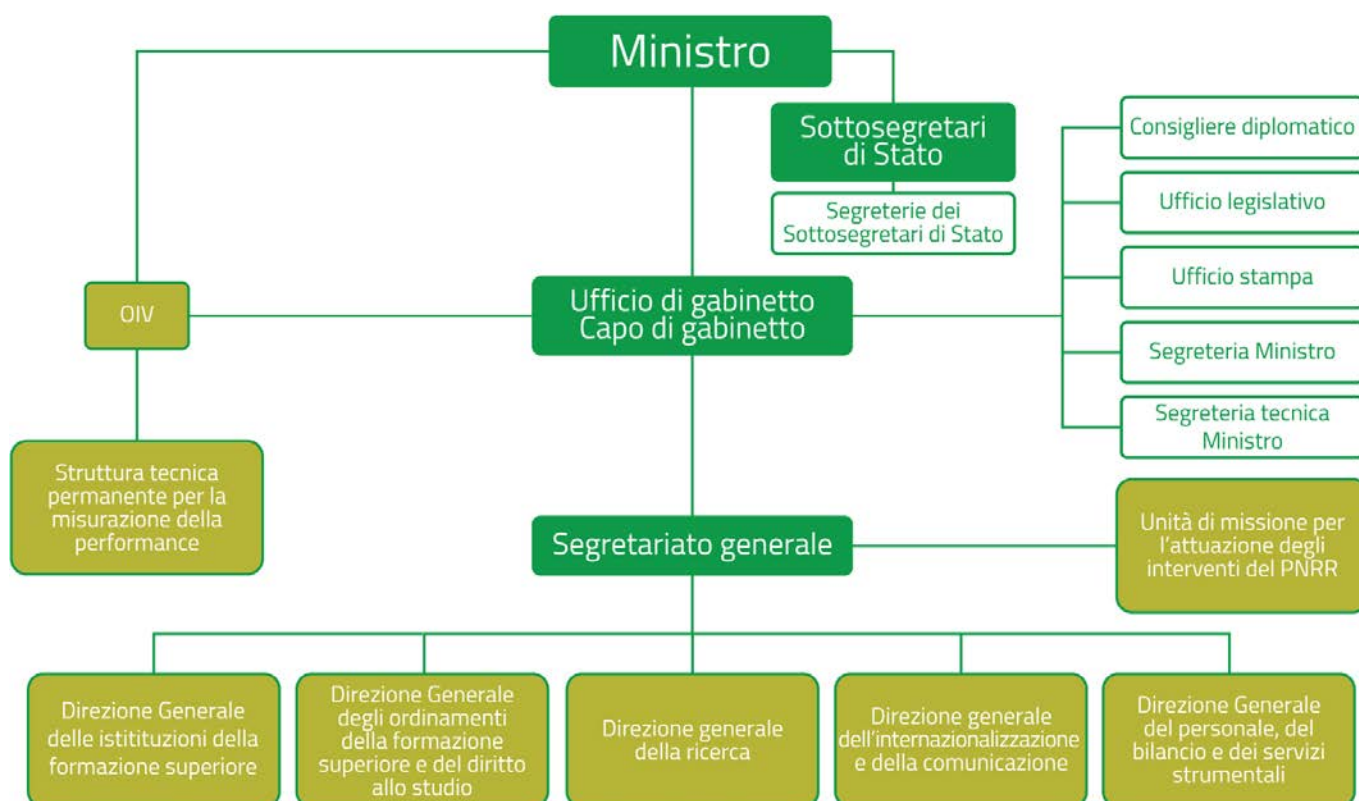 Ministro
Sottosegretari
di Stato
Segreterie dei
Sottosegretari di Stato
Consigliere diplomatico
Ufficio legislativo
Ufficio stampa
Segreteria Ministro
Segreteria tecnica
Ministro
OIV
Ufficio di gabinetto
Capo di gabinetto
Struttura tecnica
permanente per la
misurazione della
performance
Segretariato generale
Unità di missione per
l'attuazione degli
interventi del PNRR
Direzione Generale
delle istitituzioni della
formazione superiore
Direzione Generale
degli ordinamenti
della formazione
superiore e del diritto
allo studio
Direzione generale
della ricerca
Direzione generale
dell'internazionalizzazione
e della comunicazione
Direzione Generale
del personale, del
bilancio e dei servizi
strumentali